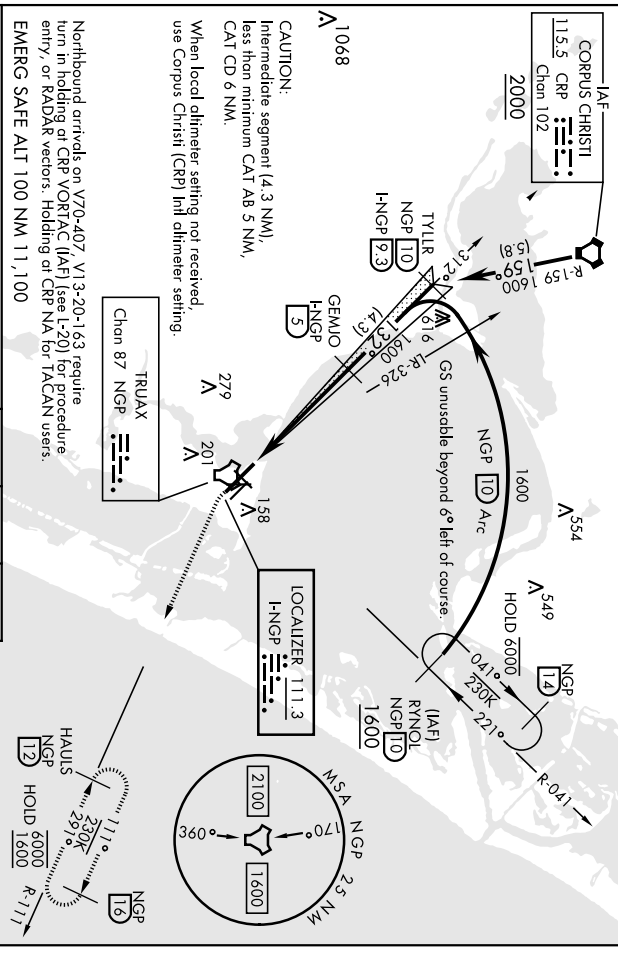 IAF
CORPUS CHRISTI
115.5 CRP
Chan 102
2000
1068
CAUTION:
Intermediate segment (4.3 NM),
less than minimum CAT AB 5 NM,
CAT CD 6 NM.
When local altimeter setting not received,
use Corpus Christi (CRP) Intl altimeter setting.
Northbound arrivals on V70-407, V13-20-163 require
turn in holding at CRP VORTAC (IAF) (see L-20) for procedure
entry, or RADAR vectors. Holding at CRP NA for TACAN users.
EMERG SAFE ALT 100 NM 11,100
R-159 1600
159°
(5.8)
TYLLR
NGP 10
I-NGP 9.3
312°
616
GEMJO
I-NGP
5
(4.3)
132°
1600
LR-326
GS unusable beyond 6° left of course.
NGP 10 Arc
1600
554
549
279
201
158
TRUAX
Chan 87 NGP
LOCALIZER 111.3
I-NGP
HOLD 6000
NGP
14
041°
230K
221°
R-041
(IAF)
RYNOL
NGP 10
1600
MSA NGP 25 NM
2100
170°
360°
1600
HAULS
NGP
12
HOLD 6000
1600
111°
230K
291°
NGP
16
R-111